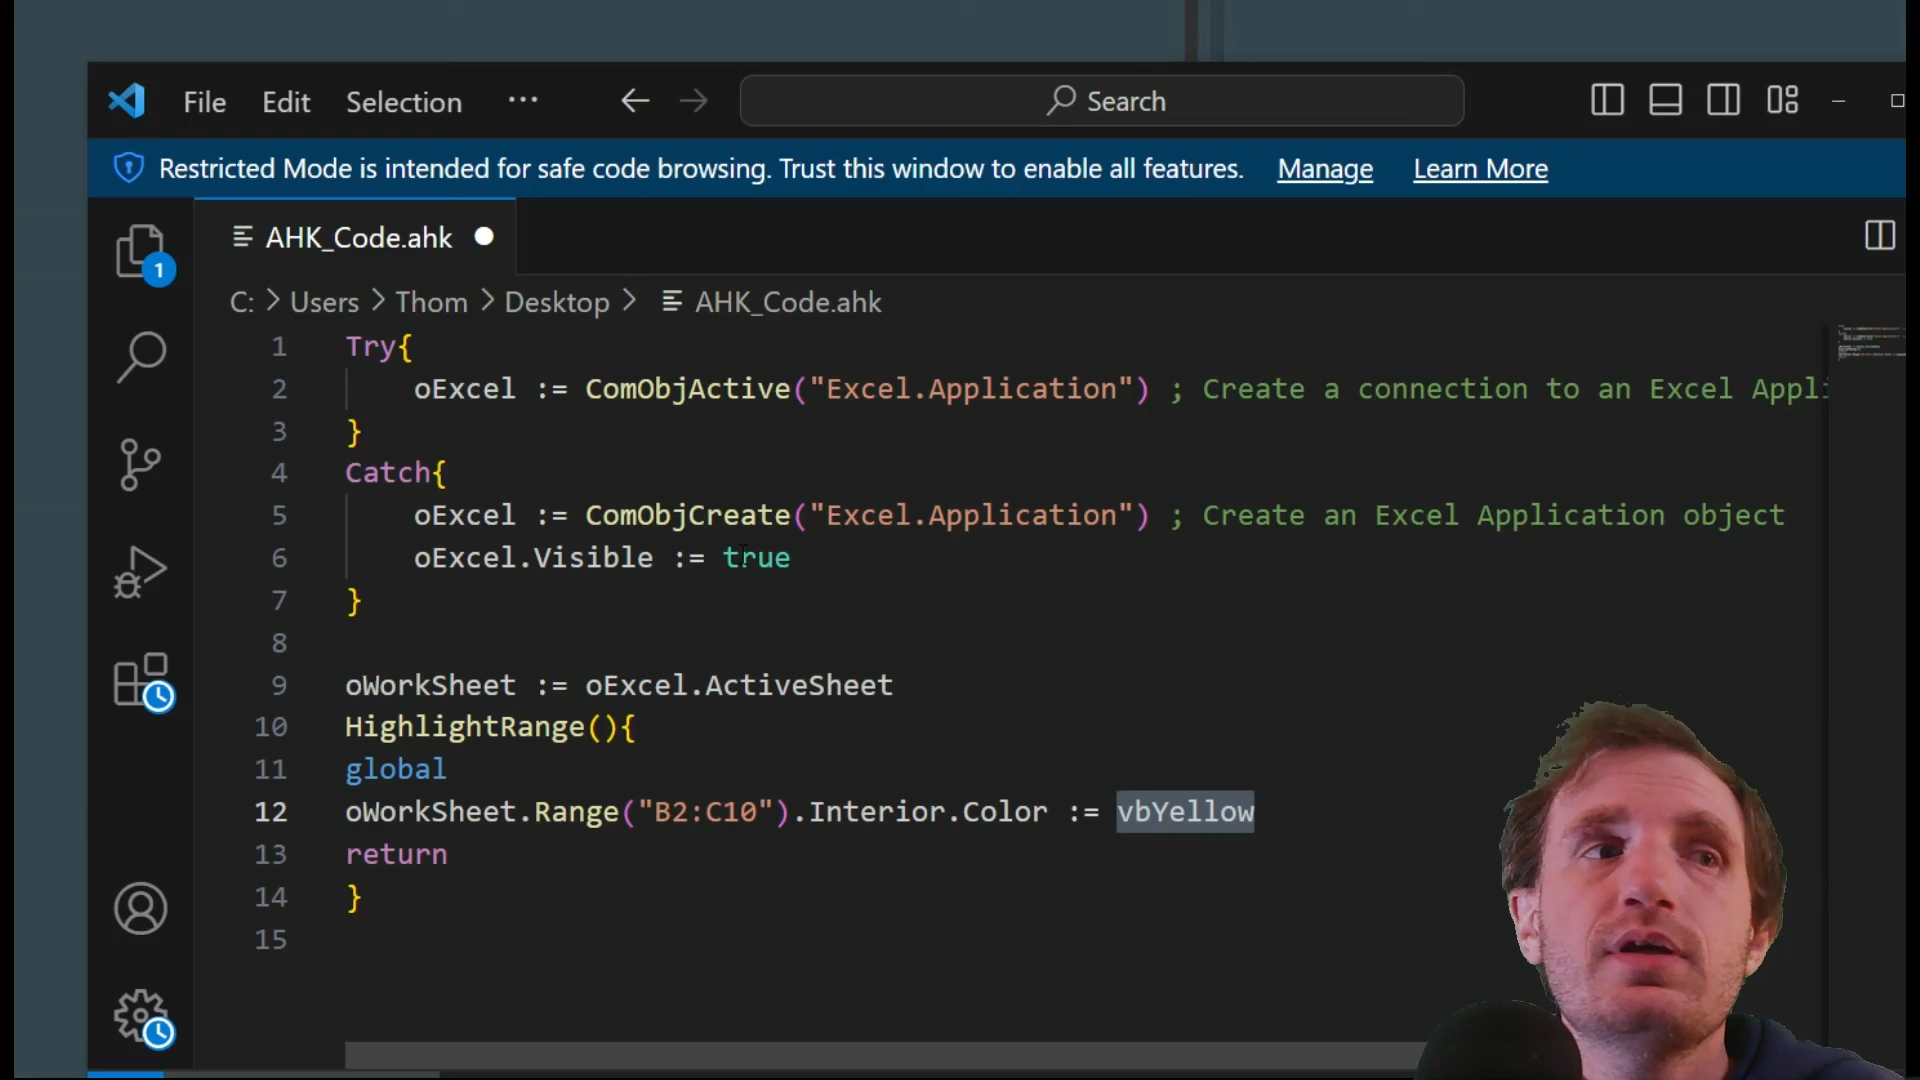 File Edit Selection ··· Search
Restricted Mode is intended for safe code browsing. Trust this window to enable all features. Manage Learn More
AHK_Code.ahk
1
C: > Users > Thom > Desktop > AHK_Code.ahk
1 Try{
2 oExcel := ComObjActive("Excel.Application") ; Create a connection to an Excel Appli
3 }
4 Catch{
5 oExcel := ComObjCreate("Excel.Application") ; Create an Excel Application object
6 oExcel.Visible := true
7 }
8
9 oWorkSheet := oExcel.ActiveSheet
10 HighlightRange(){
11 global
12 oWorkSheet.Range("B2:C10").Interior.Color := vbYellow
13 return
14 }
15